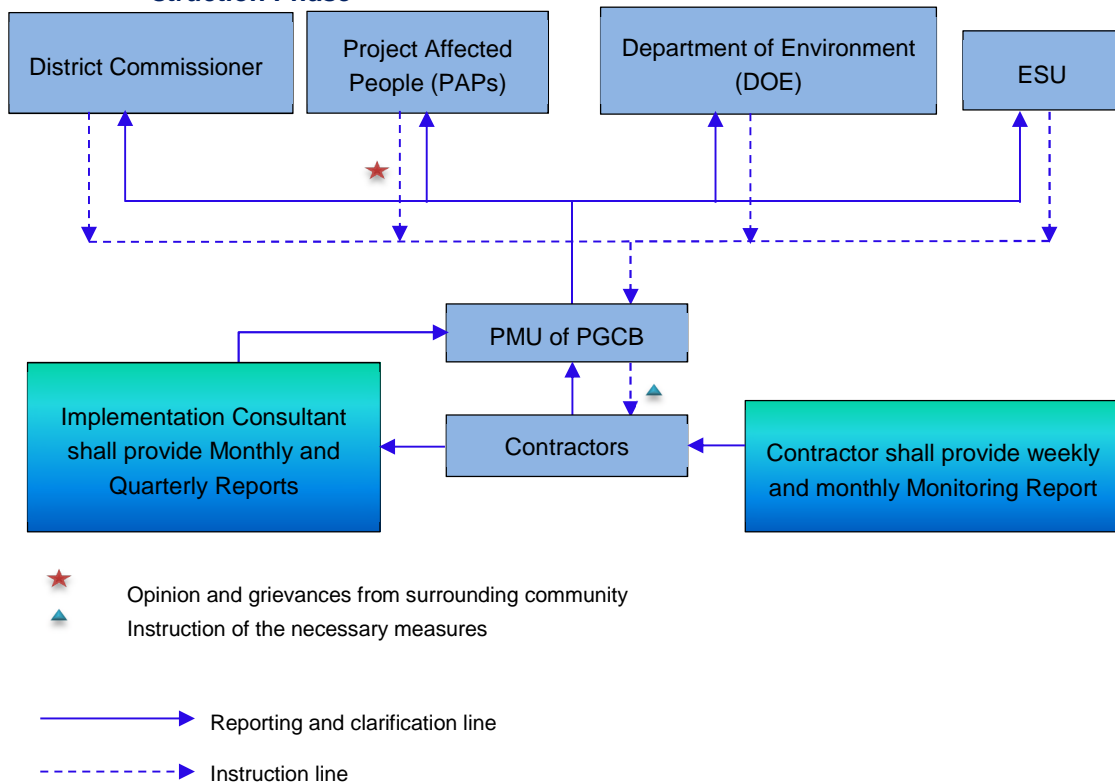 struction Phase
District Commissioner
Project Affected
People (PAPs)
Department of Environment
(DOE)
ESU
PMU of PGCB
Implementation Consultant
shall provide Monthly and
Quarterly Reports
Contractors
Contractor shall provide weekly
and monthly Monitoring Report
Opinion and grievances from surrounding community
Instruction of the necessary measures
Reporting and clarification line
Instruction line